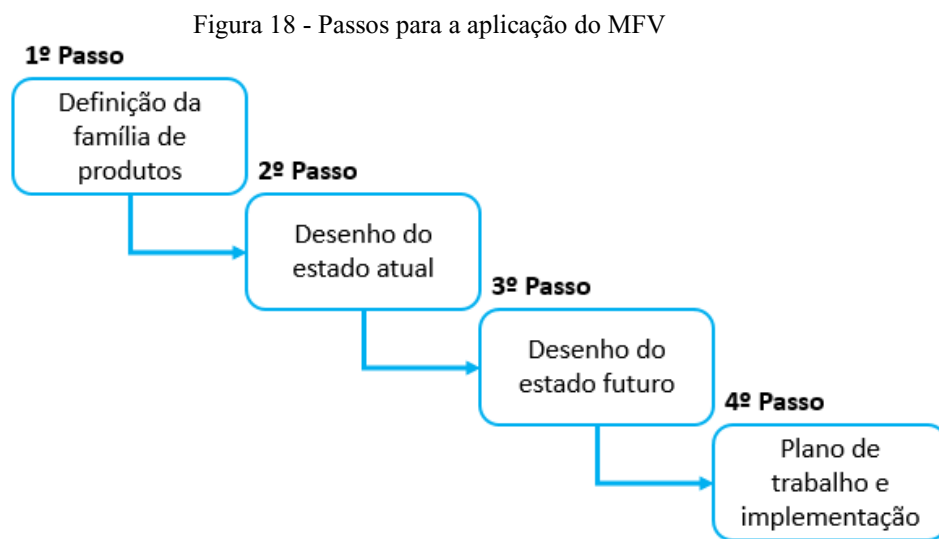 Figura 18 - Passos para a aplicação do MFV
1º Passo
Definição da
família de
produtos
2º Passo
Desenho do
estado atual
3º Passo
Desenho do
estado futuro
4º Passo
Plano de
trabalho e
implementação